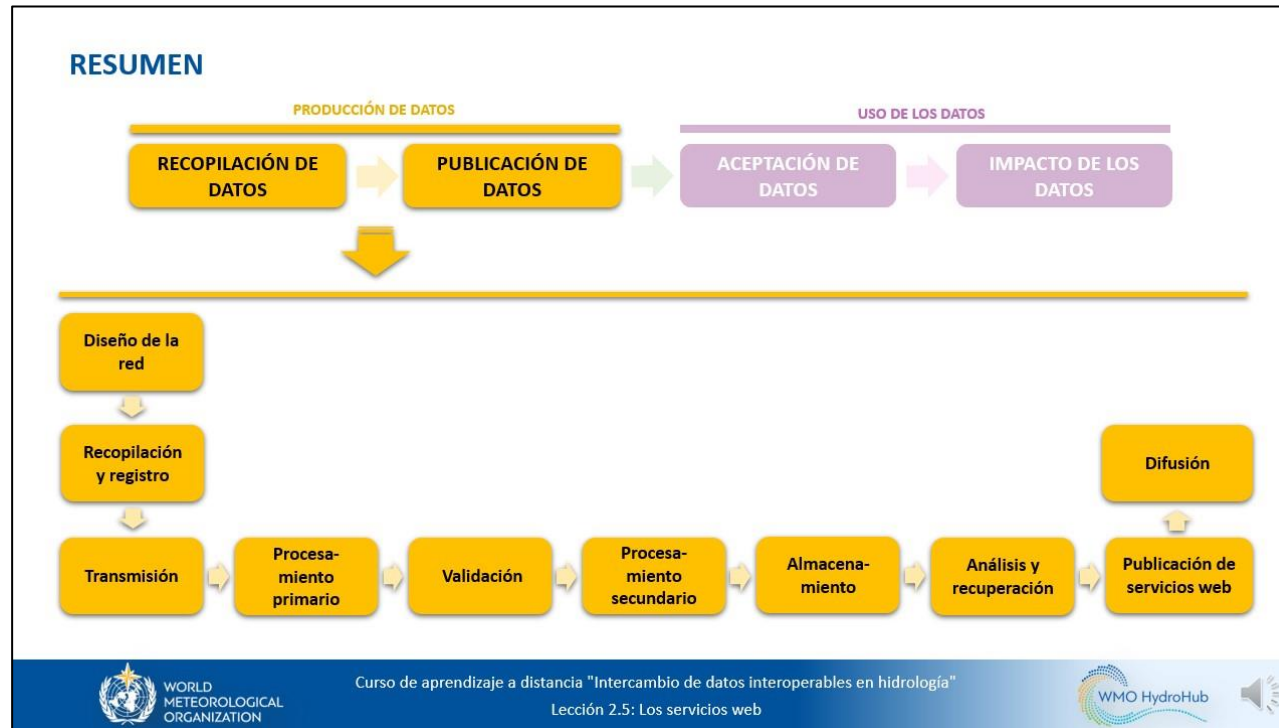 RESUMEN
PRODUCCIÓN DE DATOS
USO DE LOS DATOS
RECOPILACIÓN DE
DATOS
PUBLICACIÓN DE
DATOS
ACEPTACIÓN DE
DATOS
IMPACTO DE LOS
DATOS
Diseño de la
red
Recopilación
y registro
Transmisión
Procesa-
miento
primario
Validación
Procesa-
miento
secundario
Almacena-
miento
Análisis y
recuperación
Publicación de
servicios web
Difusión
WORLD
METEOROLOGICAL
ORGANIZATION
Curso de aprendizaje a distancia "Intercambio de datos interoperables en hidrología"
Lección 2.5: Los servicios web
WMO HydroHub